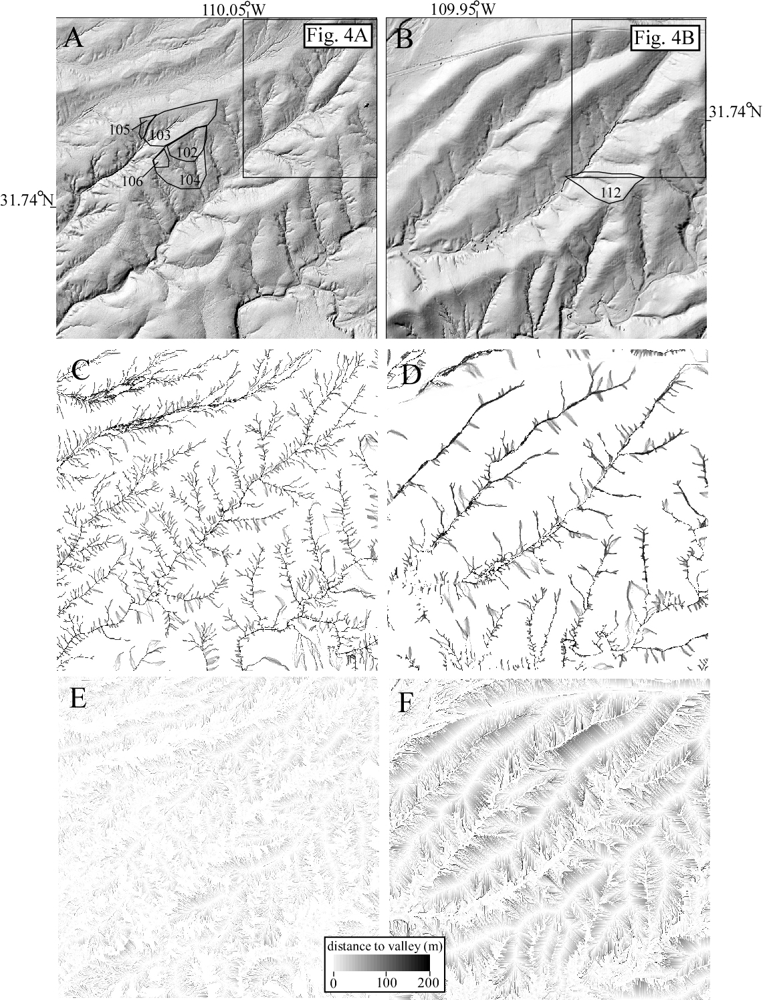 110.05°W
109.95°W
A
Fig. 4A
B
Fig. 4B
31.74°N
105
103
102
106
104
112
31.74°N
C
D
E
F
distance to valley (m)
0 100 200